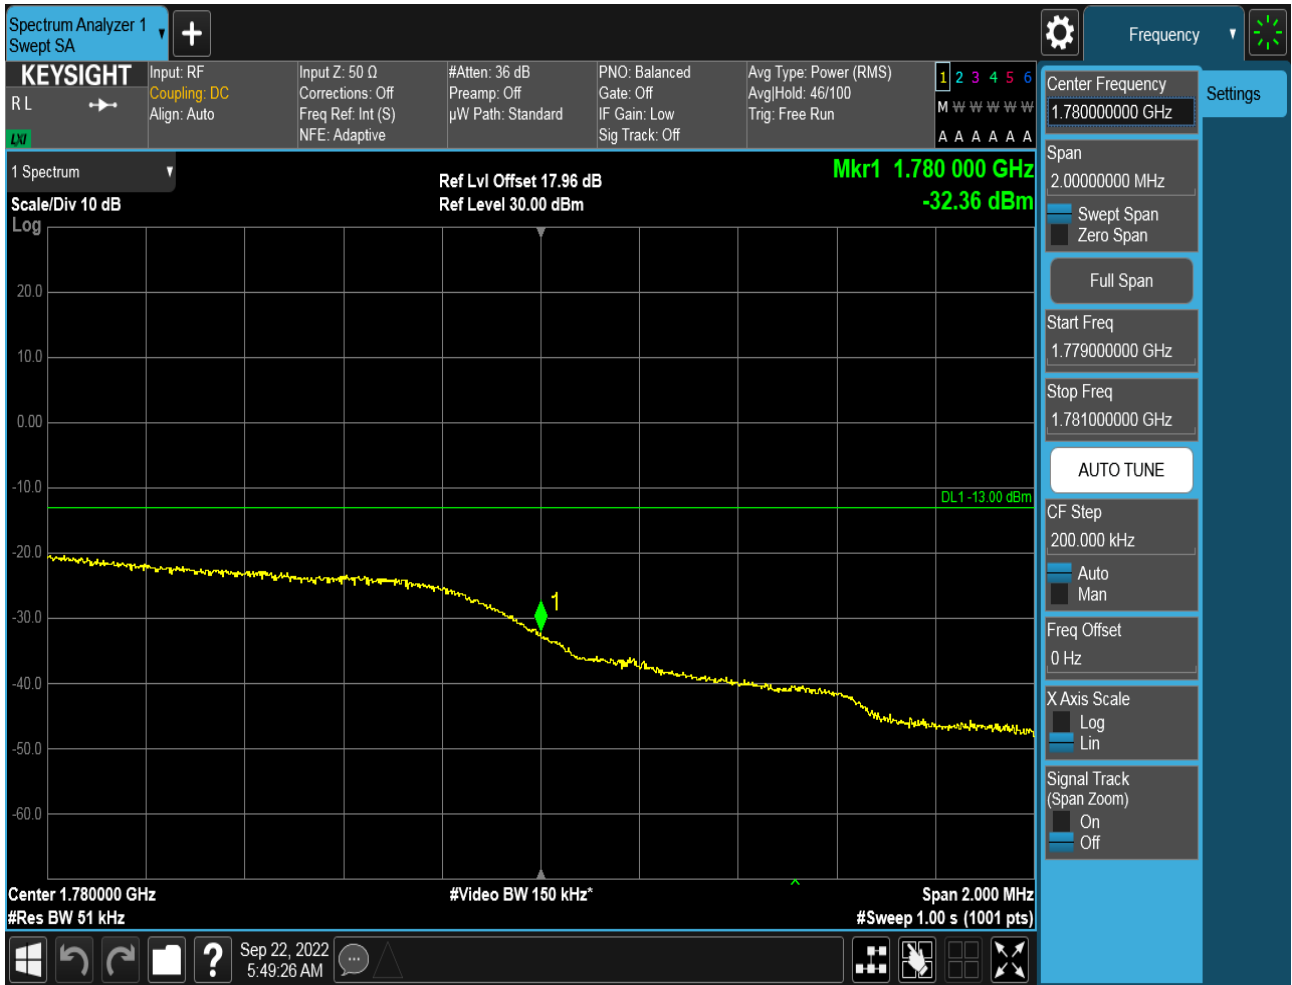 Spectrum Analyzer 1
Swept SA
Frequency
KEYSIGHT
R L
LXI
Input: RF
Coupling: DC
Align: Auto
Input Z: 50 Ω
Corrections: Off
Freq Ref: Int (S)
NFE: Adaptive
#Atten: 36 dB
Preamp: Off
µW Path: Standard
PNO: Balanced
Gate: Off
IF Gain: Low
Sig Track: Off
Avg Type: Power (RMS)
Avg|Hold: 46/100
Trig: Free Run
1 2 3 4 5 6
M W W W W W
A A A A A A
1 Spectrum
Scale/Div 10 dB
Log
Ref Lvl Offset 17.96 dB
Ref Level 30.00 dBm
Mkr1 1.780 000 GHz
-32.36 dBm
20.0
10.0
0.00
-10.0
DL1 -13.00 dBm
-20.0
1
-30.0
-40.0
-50.0
-60.0
Center 1.780000 GHz
#Video BW 150 kHz*
Span 2.000 MHz
#Res BW 51 kHz
#Sweep 1.00 s (1001 pts)
Center Frequency
1.780000000 GHz
Settings
Span
2.00000000 MHz
Swept Span
Zero Span
Full Span
Start Freq
1.779000000 GHz
Stop Freq
1.781000000 GHz
AUTO TUNE
CF Step
200.000 kHz
Auto
Man
Freq Offset
0 Hz
X Axis Scale
Log
Lin
Signal Track
(Span Zoom)
On
Off
?
Sep 22, 2022
5:49:26 AM